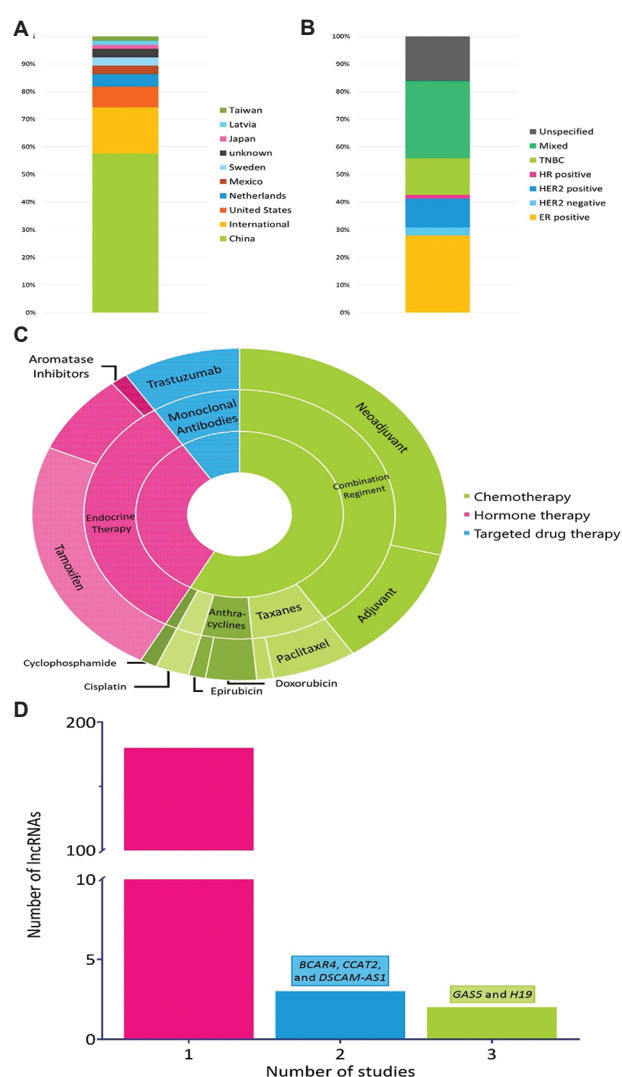 A
B
90%
80%
70%
60%
50%
40%
30%
20%
10%
0%
Taiwan
Latvia
Japan
unknown
Sweden
Mexico
Netherlands
United States
International
China
100%
90%
80%
70%
60%
50%
40%
30%
20%
10%
0%
Unspecified
Mixed
TNBC
HR positive
HER2 positive
HER2 negative
ER positive
C
Aromatase
Inhibitors
Trastuzumab
Monoclonal
Antibodies
Neoadjuvant
Combination
Regiment
Endocrine
Therapy
Tamoxifen
Adjuvant
Taxanes
Anthra-
cyclines
Paclitaxel
Cyclophosphamide
Cisplatin
Epirubicin
Doxorubicin
Chemotherapy
Hormone therapy
Targeted drug therapy
D
Number of lncRNAs
200
100
10
5
0
BCAR4, CCAT2,
and DSCAM-AS1
GAS5 and H19
1
2
3
Number of studies